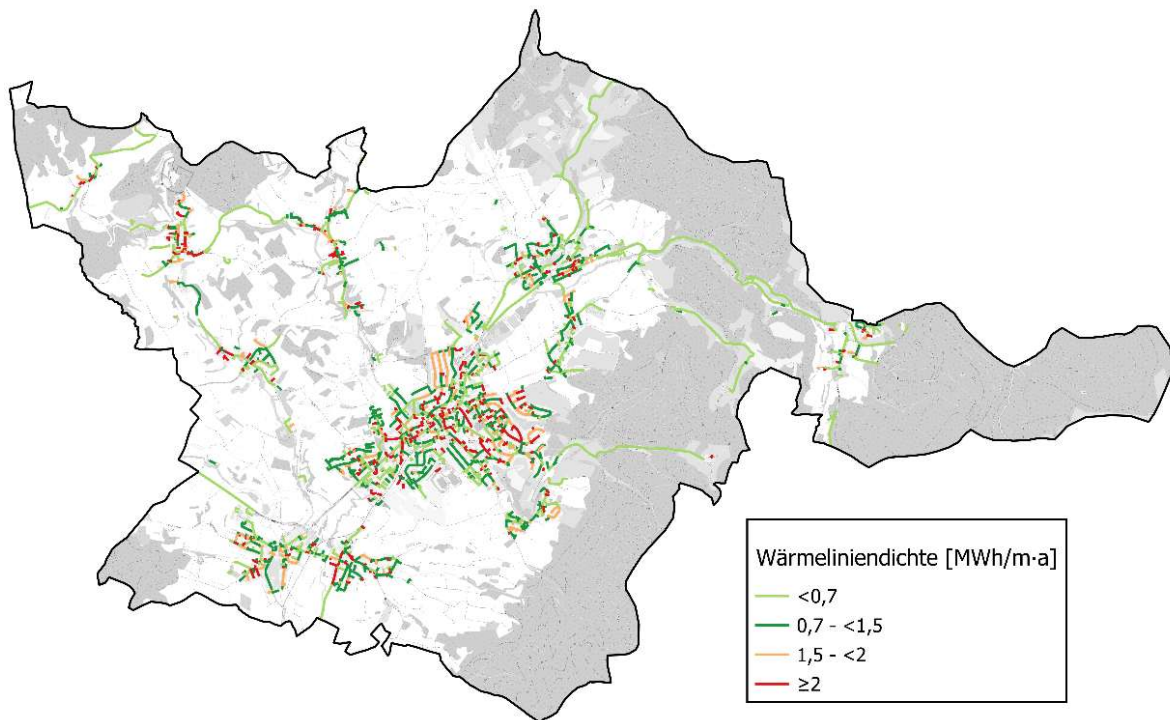 Wärmeliniendichte [MWh/m·a]
<0,7
0,7 - <1,5
1,5 - <2
≥2